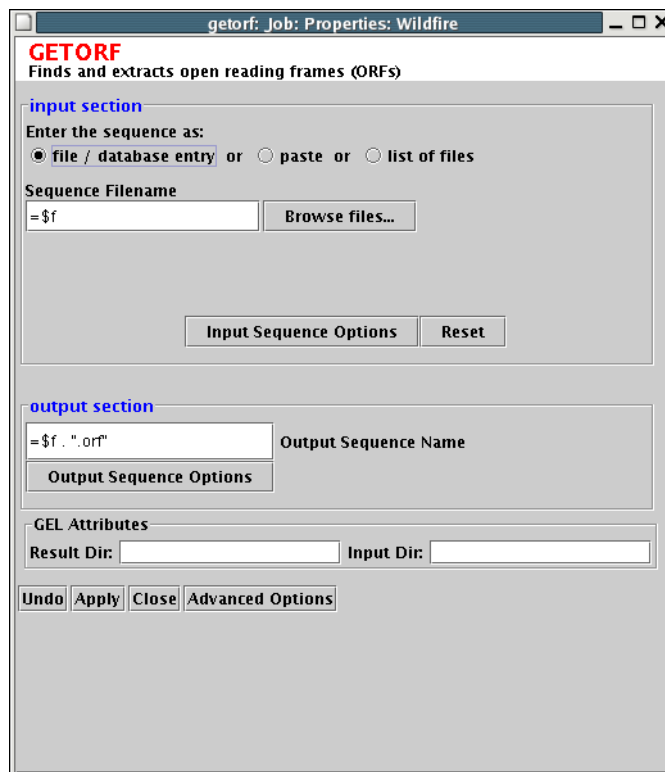 getorf: Job: Properties: Wildfire
GETORF
Finds and extracts open reading frames (ORFs)
input section
Enter the sequence as:
file / database entry or paste or list of files
Sequence Filename
=$f Browse files...
Input Sequence Options Reset
output section
=$f . ".orf" Output Sequence Name
Output Sequence Options
GEL Attributes
Result Dir: Input Dir:
Undo Apply Close Advanced Options